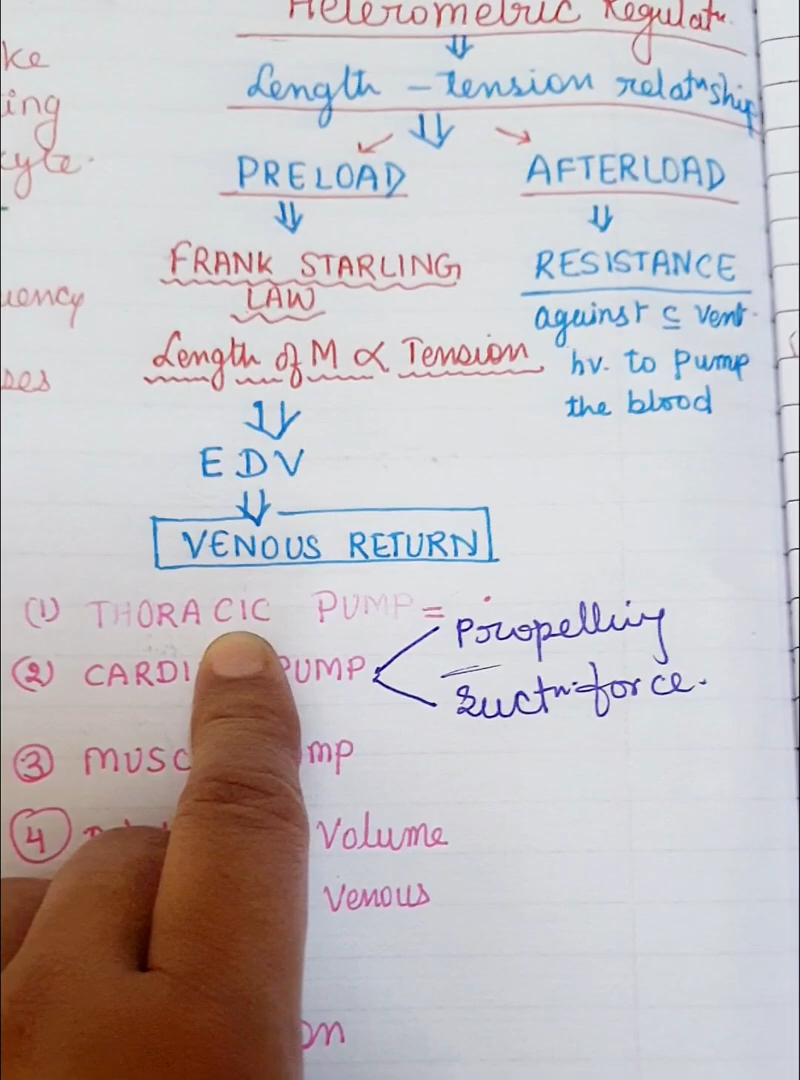 Heterometric Regulatn.
Length - tension relatnship
PRELOAD
AFTERLOAD
FRANK STARLING
LAW
Length of M ∝ Tension
EDV
VENOUS RETURN
RESISTANCE
against c vent.
hv. to pump
the blood
(1) THORACIC PUMP =
(2) CARDI PUMP
Propelling
Suctn force.
③ MUSC mp
④ Volume
Venous
on
ke
ing
cyte.
uency
ses